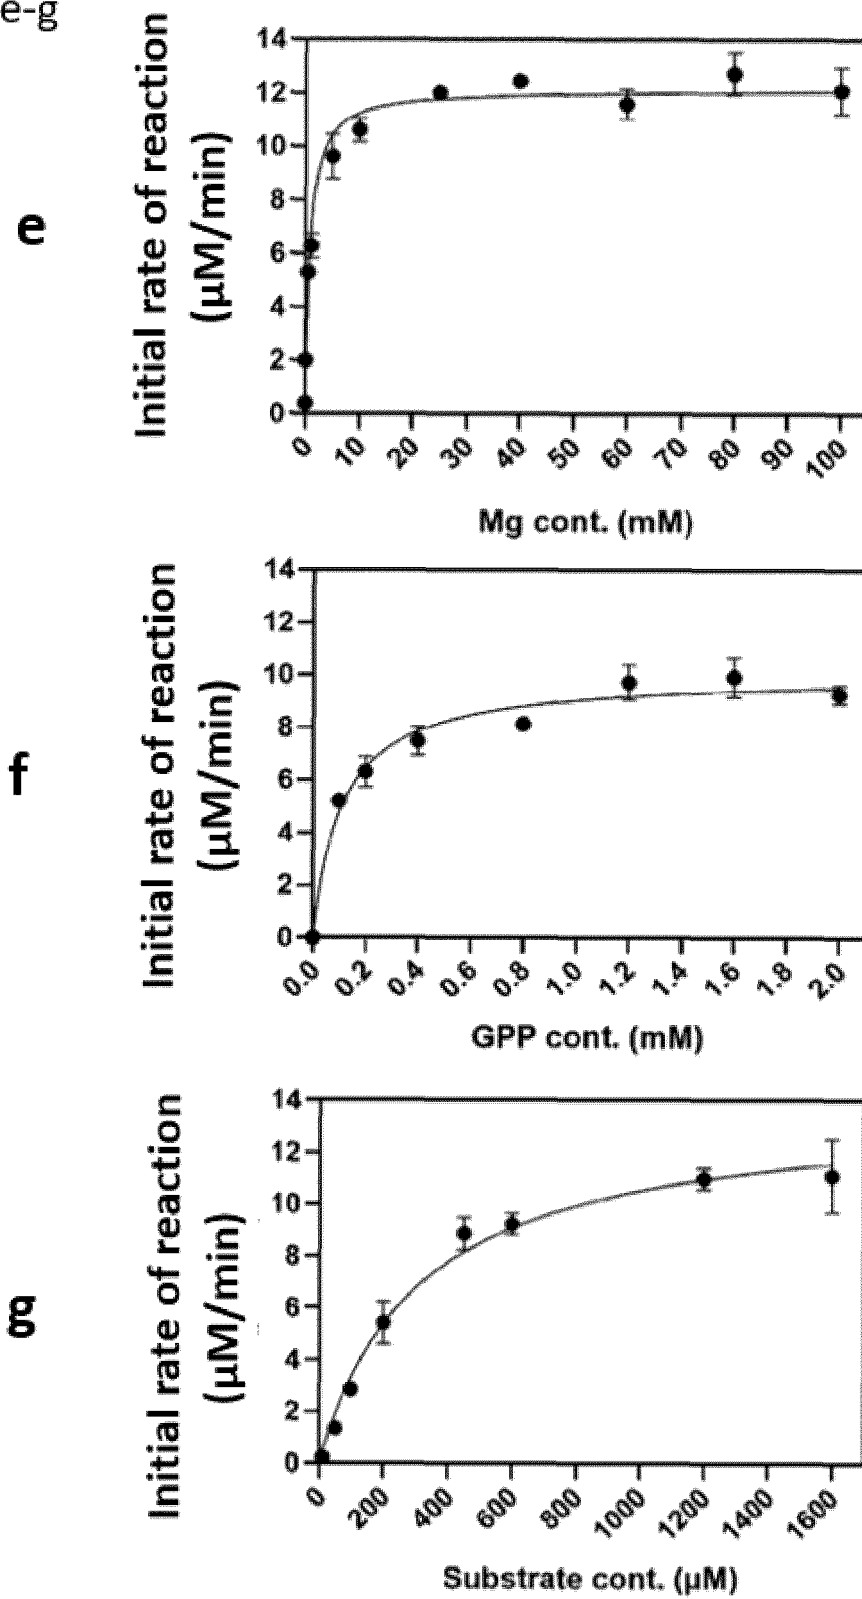 e-g
e
Initial rate of reaction
(µM/min)
14
12
10
8
6
4
2
0
0 10 20 30 40 50 60 70 80 90 100
Mg cont. (mM)
f
Initial rate of reaction
(µM/min)
14
12
10
8
6
4
2
0
0.0 0.2 0.4 0.6 0.8 1.0 1.2 1.4 1.6 1.8 2.0
GPP cont. (mM)
g
Initial rate of reaction
(µM/min)
14
12
10
8
6
4
2
0
0 200 400 600 800 1000 1200 1400 1600
Substrate cont. (µM)